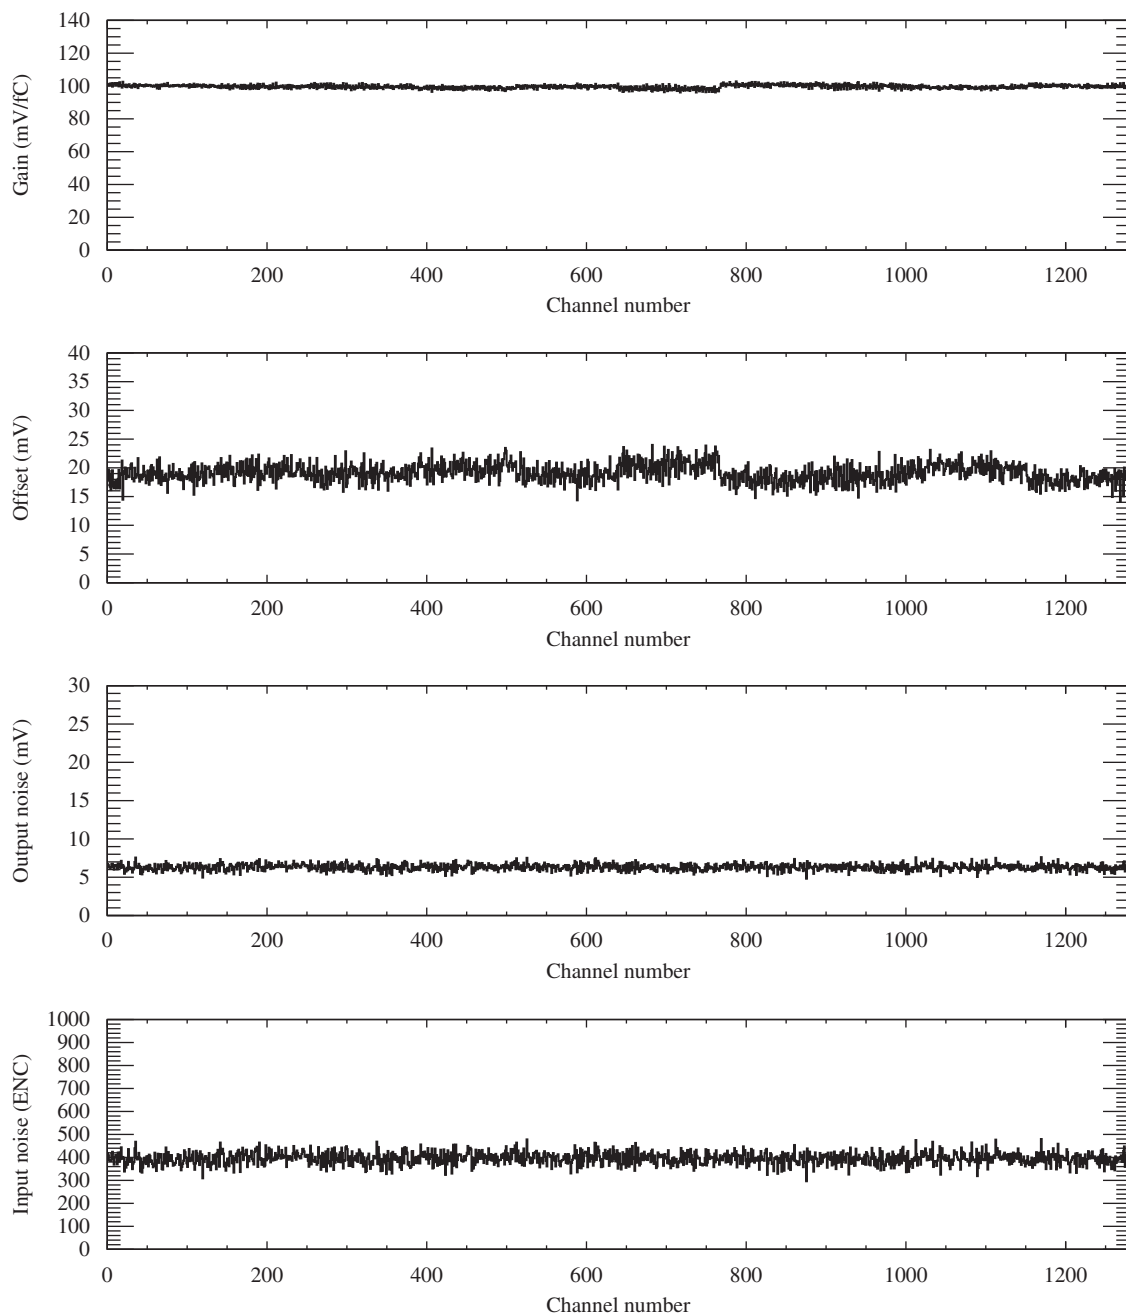 140
120
100
80
60
40
20
0
Gain (mV/fC)
0 200 400 600 800 1000 1200
Channel number
40
35
30
25
20
15
10
5
0
Offset (mV)
0 200 400 600 800 1000 1200
Channel number
30
25
20
15
10
5
0
Output noise (mV)
0 200 400 600 800 1000 1200
Channel number
1000
900
800
700
600
500
400
300
200
100
0
Input noise (ENC)
0 200 400 600 800 1000 1200
Channel number